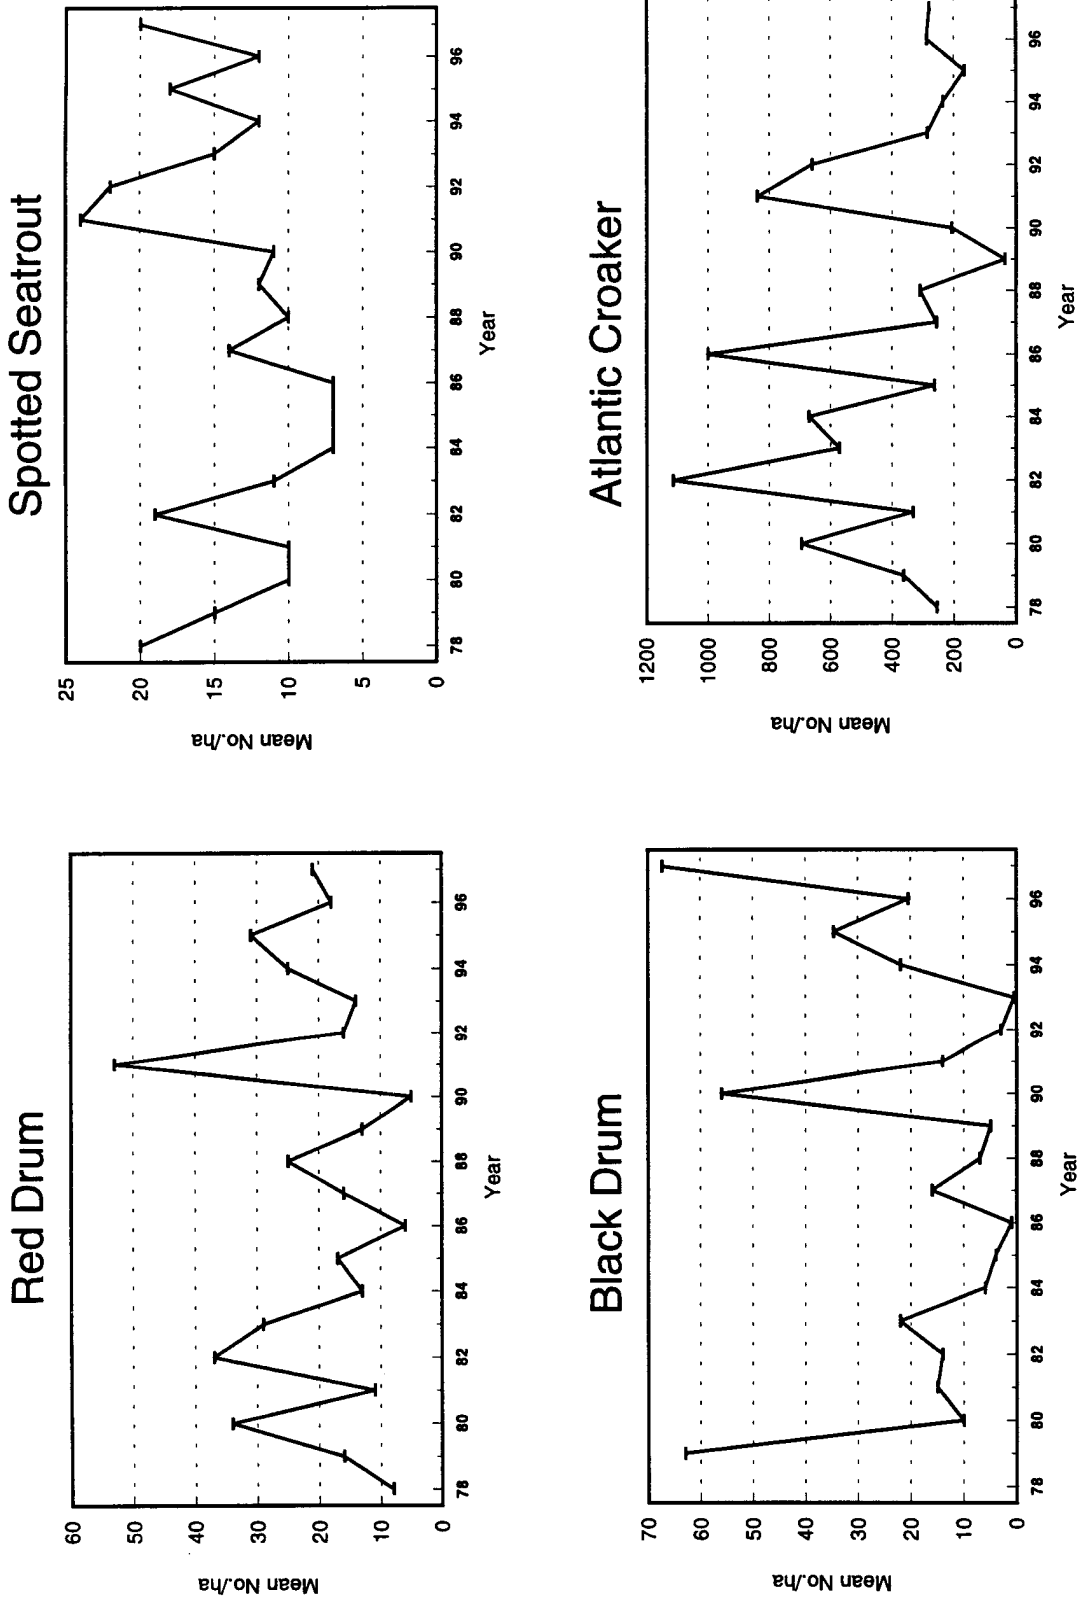 Red Drum
Mean No./ha
60
50
40
30
20
10
0
78 80 82 84 86 88 90 92 94 96
Year
Spotted Seatrout
Mean No./ha
25
20
15
10
5
0
78 80 82 84 86 88 90 92 94 96
Year
Black Drum
Mean No./ha
70
60
50
40
30
20
10
0
78 80 82 84 86 88 90 92 94 96
Year
Atlantic Croaker
Mean No./ha
1200
1000
800
600
400
200
0
78 80 82 84 86 88 90 92 94 96
Year